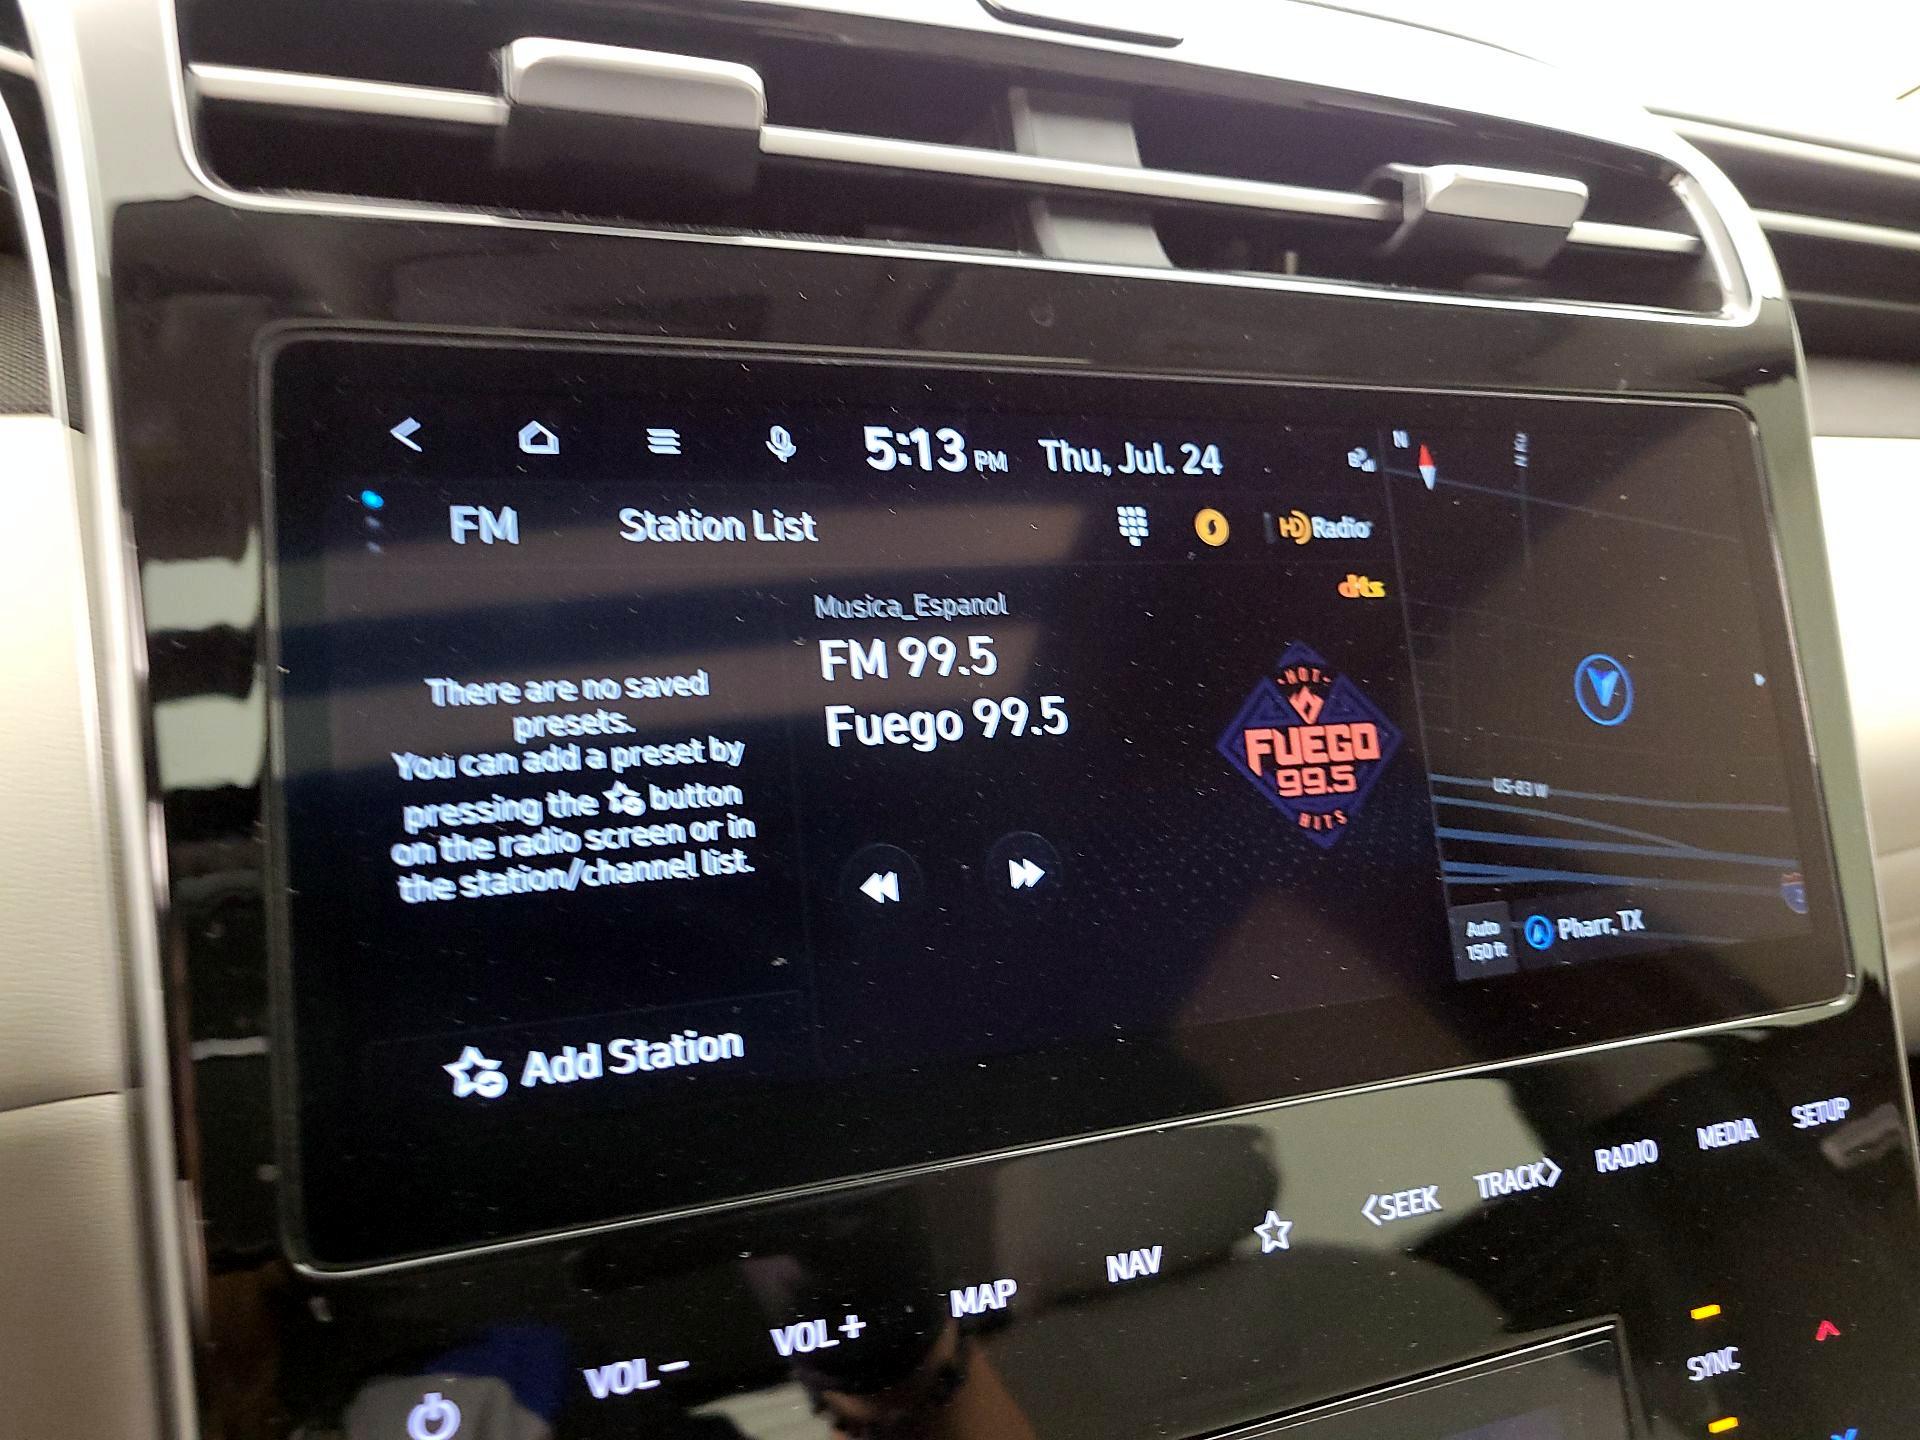 5:13 PM Thu, Jul. 24
N
FM Station List
HD Radio
dts
Musica_Espanol
FM 99.5
Fuego 99.5
There are no saved
presets.
You can add a preset by
pressing the button
on the radio screen or in
the station/channel list.
Add Station
HOT
FUEGO
99.5
HITS
US-83 W
2
Auto
150 ft
Pharr, TX
VOL−
VOL+
MAP
NAV
<SEEK
TRACK>
RADIO
MEDIA
SETUP
SYNC